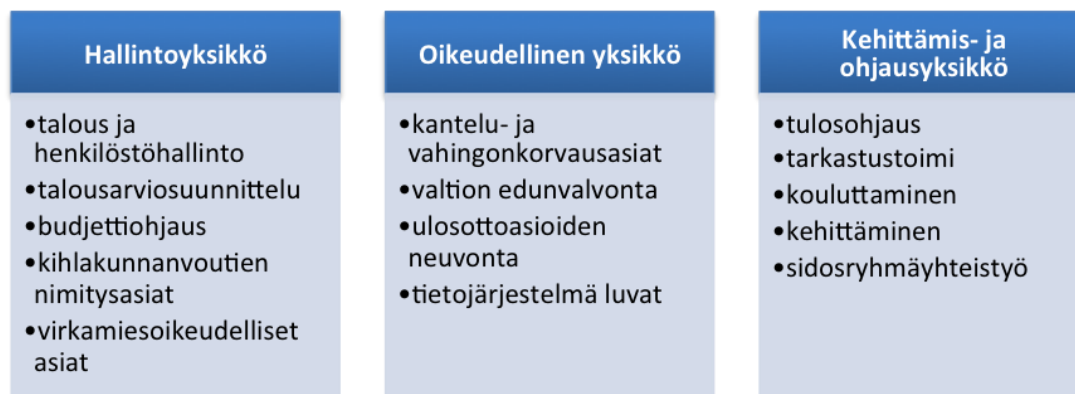 Hallintoyksikkö
•talous ja
henkilöstöhallinto
•talousarviosuunnittelu
•budjettiohjaus
•kihlakunnanvoutien
nimitysasiat
•virkamiesoikeudelliset
asiat
Oikeudellinen yksikkö
•kantelu- ja
vahingonkorvausasiat
•valtion edunvalvonta
•ulosottoasioiden
neuvonta
•tietojärjestelmä luvat
Kehittämis- ja
ohjausyksikkö
•tulosohjaus
•tarkastustoimi
•kouluttaminen
•kehittäminen
•sidosryhmäyhteistyö